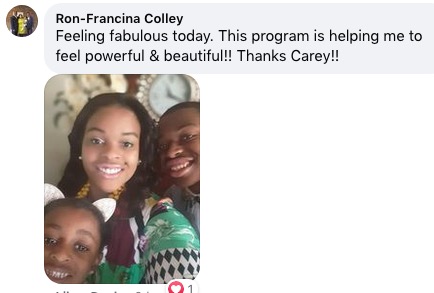 Ron-Francina Colley
Feeling fabulous today. This program is helping me to
feel powerful & beautiful!! Thanks Carey!!
1